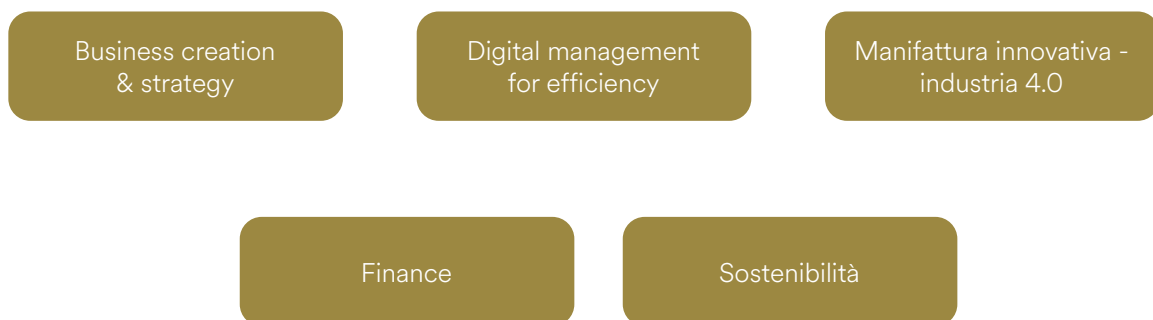 Business creation
& strategy
Digital management
for efficiency
Manifattura innovativa -
industria 4.0
Finance
Sostenibilità